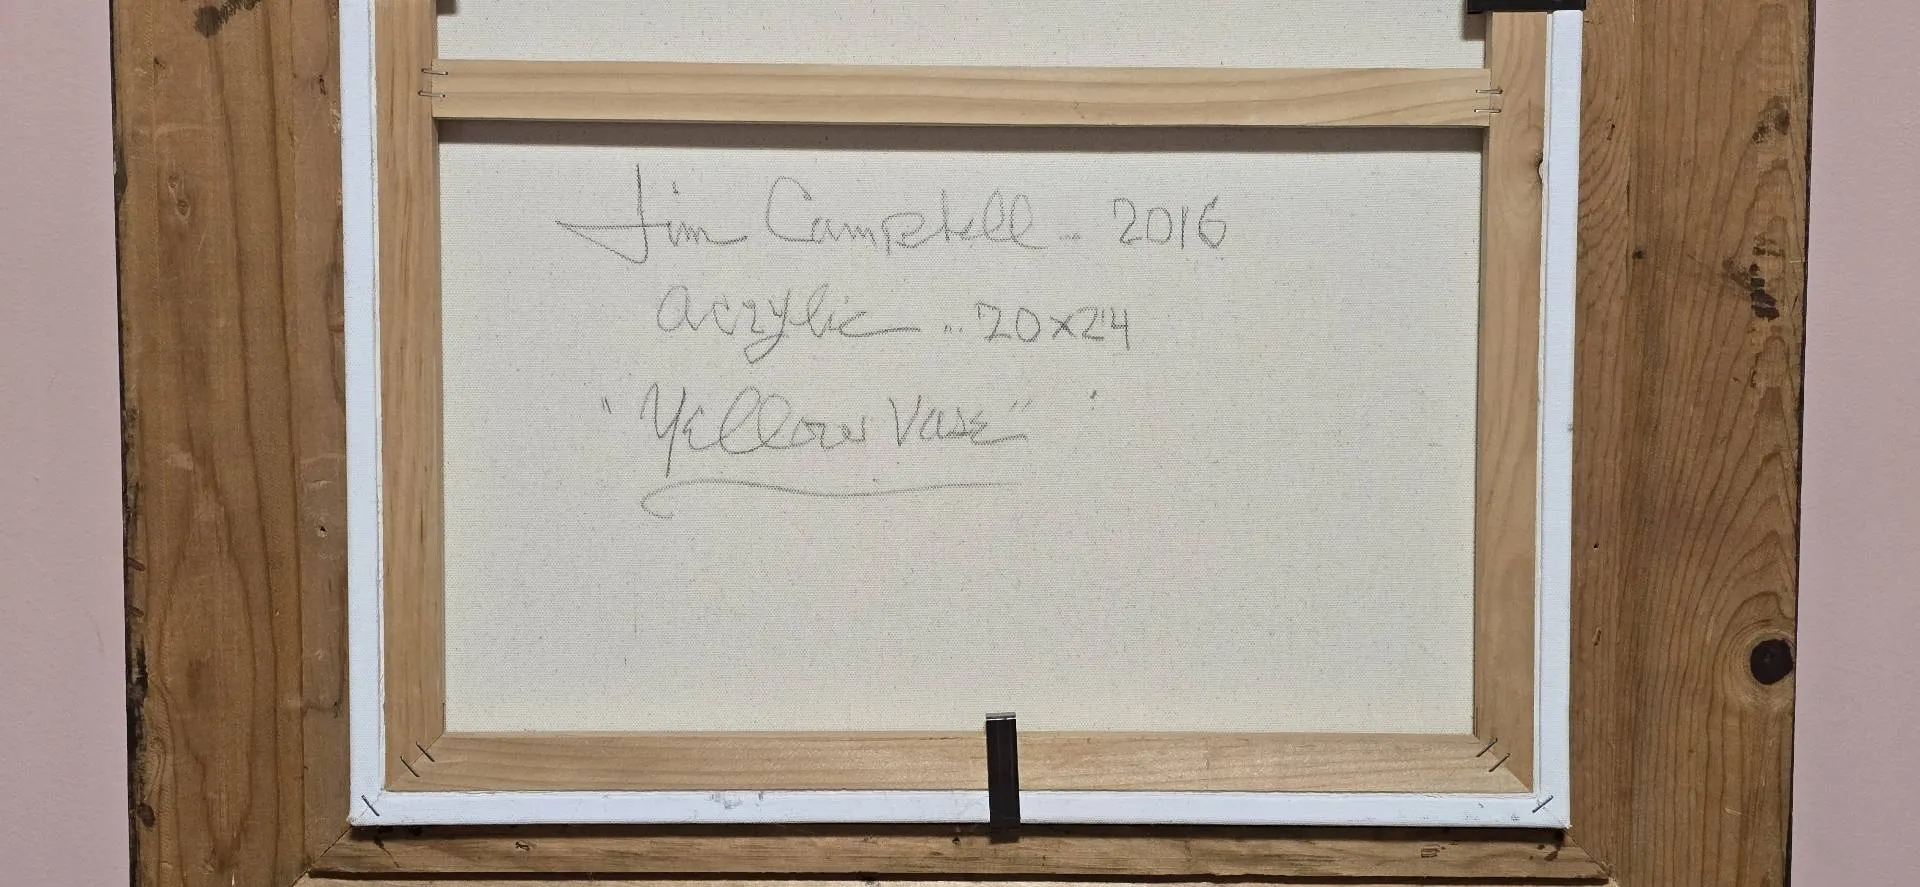 Jim Campbell .. 2016
acrylic .. 20x24
"Yellow Vase"